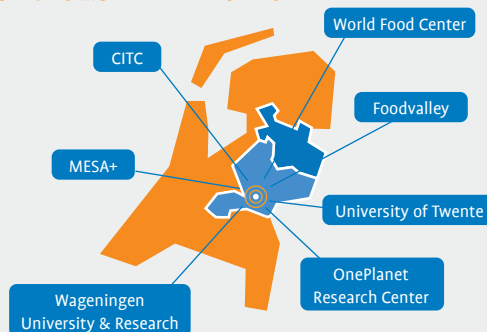 World Food Center
CITC
Foodvalley
MESA+
University of Twente
OnePlanet
Research Center
Wageningen
University & Research